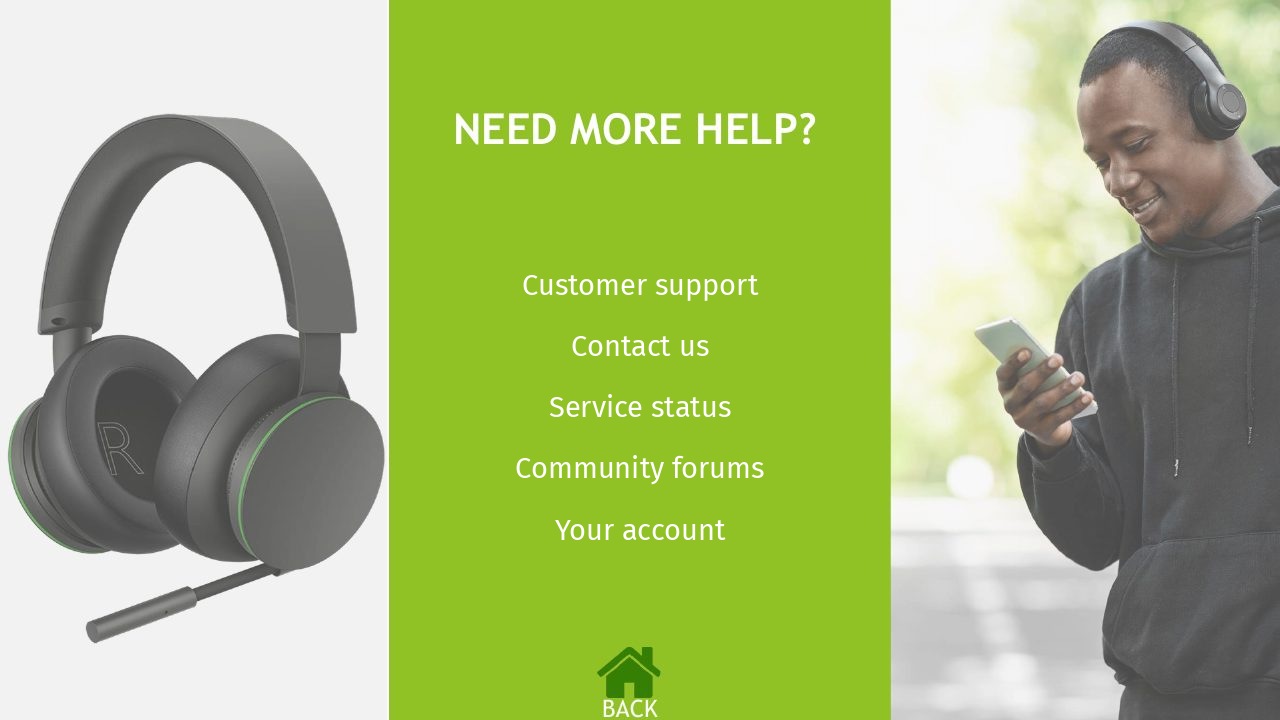 NEED MORE HELP?
Customer support
Contact us
Service status
Community forums
Your account
BACK
R